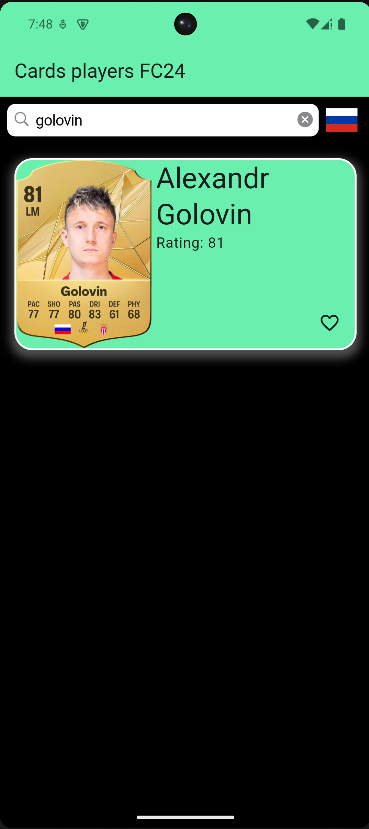 7:48
Cards players FC24
golovin
81
LM
Golovin
PAC SHO PAS DRI DEF PHY
77 77 80 83 61 68
Alexandr
Golovin
Rating: 81